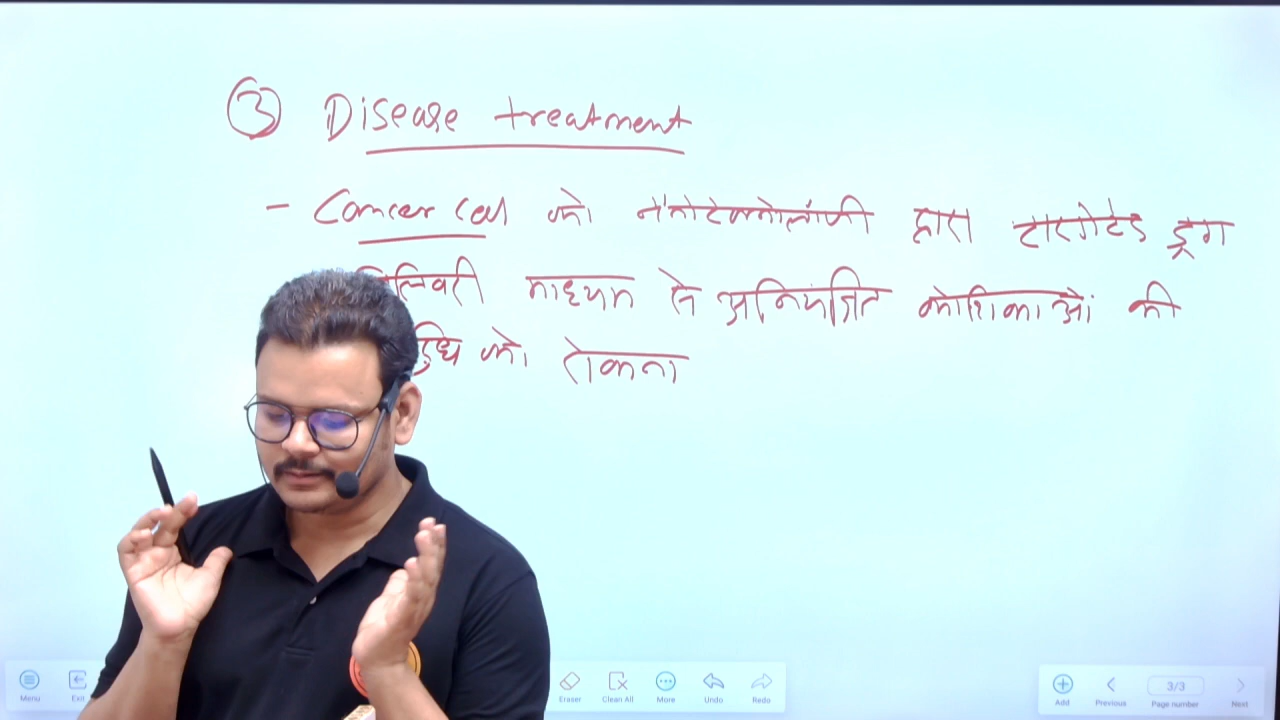 ③ Disease treatment
- Cancer cell को नैनोटेक्नोलॉजी द्वारा टारगेटेड ड्रग
माध्यम से अनियंत्रित कोशिकाओं की
को रोकना
Menu Exit Eraser Clean All More Undo Redo Add Previous 3/3 Page number Next